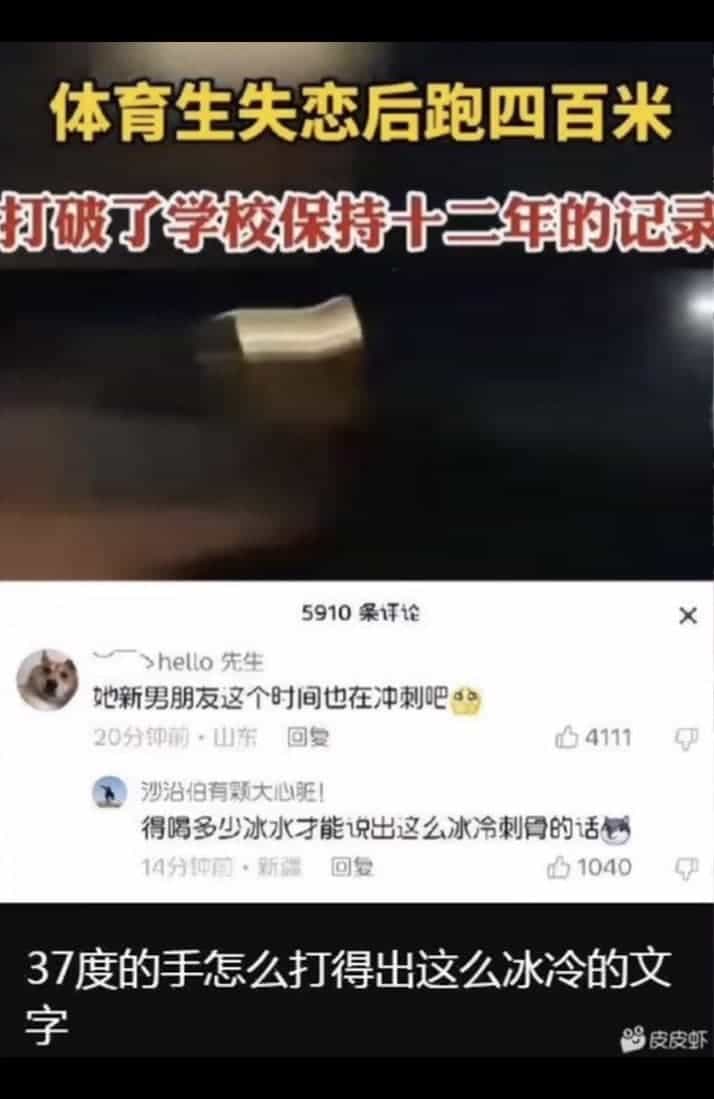 体育生失恋后跑四百米
打破了学校保持十二年的记录
5910 条评论
hello 先生
她新男朋友这个时间也在冲刺吧
20分钟前·山东 回复
4111
沙沿伯有颗大心脏!
得喝多少冰水才能说出这么冰冷刺骨的话
14分钟前·新疆 回复
1040
37度的手怎么打得出这么冰冷的文
字
皮皮虾